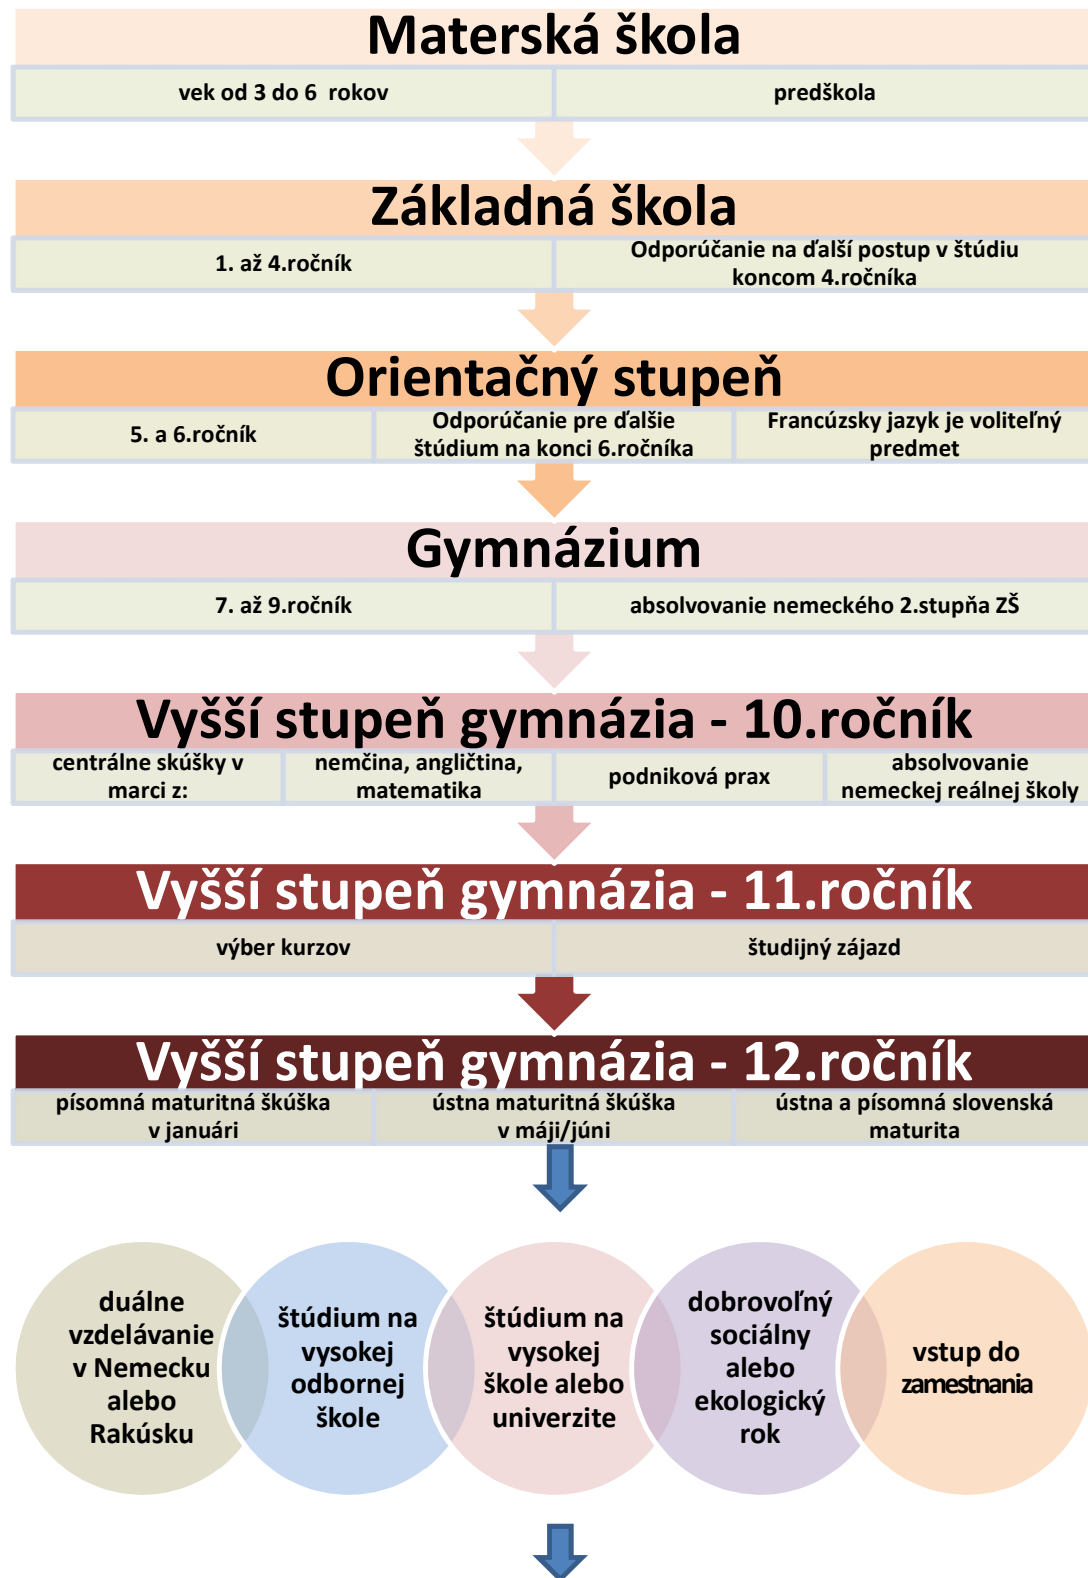 Materská škola
vek od 3 do 6 rokov
predškola
Základná škola
1. až 4.ročník
Odporúčanie na ďalší postup v štúdiu
koncom 4.ročníka
Orientačný stupeň
5. a 6.ročník
Odporúčanie pre ďalšie
štúdium na konci 6.ročníka
Francúzsky jazyk je voliteľný
predmet
Gymnázium
7. až 9.ročník
absolvovanie nemeckého 2.stupňa ZŠ
Vyšší stupeň gymnázia - 10.ročník
centrálne skúšky v
marci z:
nemčina, angličtina,
matematika
podniková prax
absolvovanie
nemeckej reálnej školy
Vyšší stupeň gymnázia - 11.ročník
výber kurzov
študijný zájazd
Vyšší stupeň gymnázia - 12.ročník
písomná maturitná škúška
v januári
ústna maturitná škúška
v máji/júni
ústna a písomná slovenská
maturita
duálne
vzdelávanie
v Nemecku
alebo
Rakúsku
štúdium na
vysokej
odbornej
škole
štúdium na
vysokej
škole alebo
univerzite
dobrovoľný
sociálny
alebo
ekologický
rok
vstup do
zamestnania